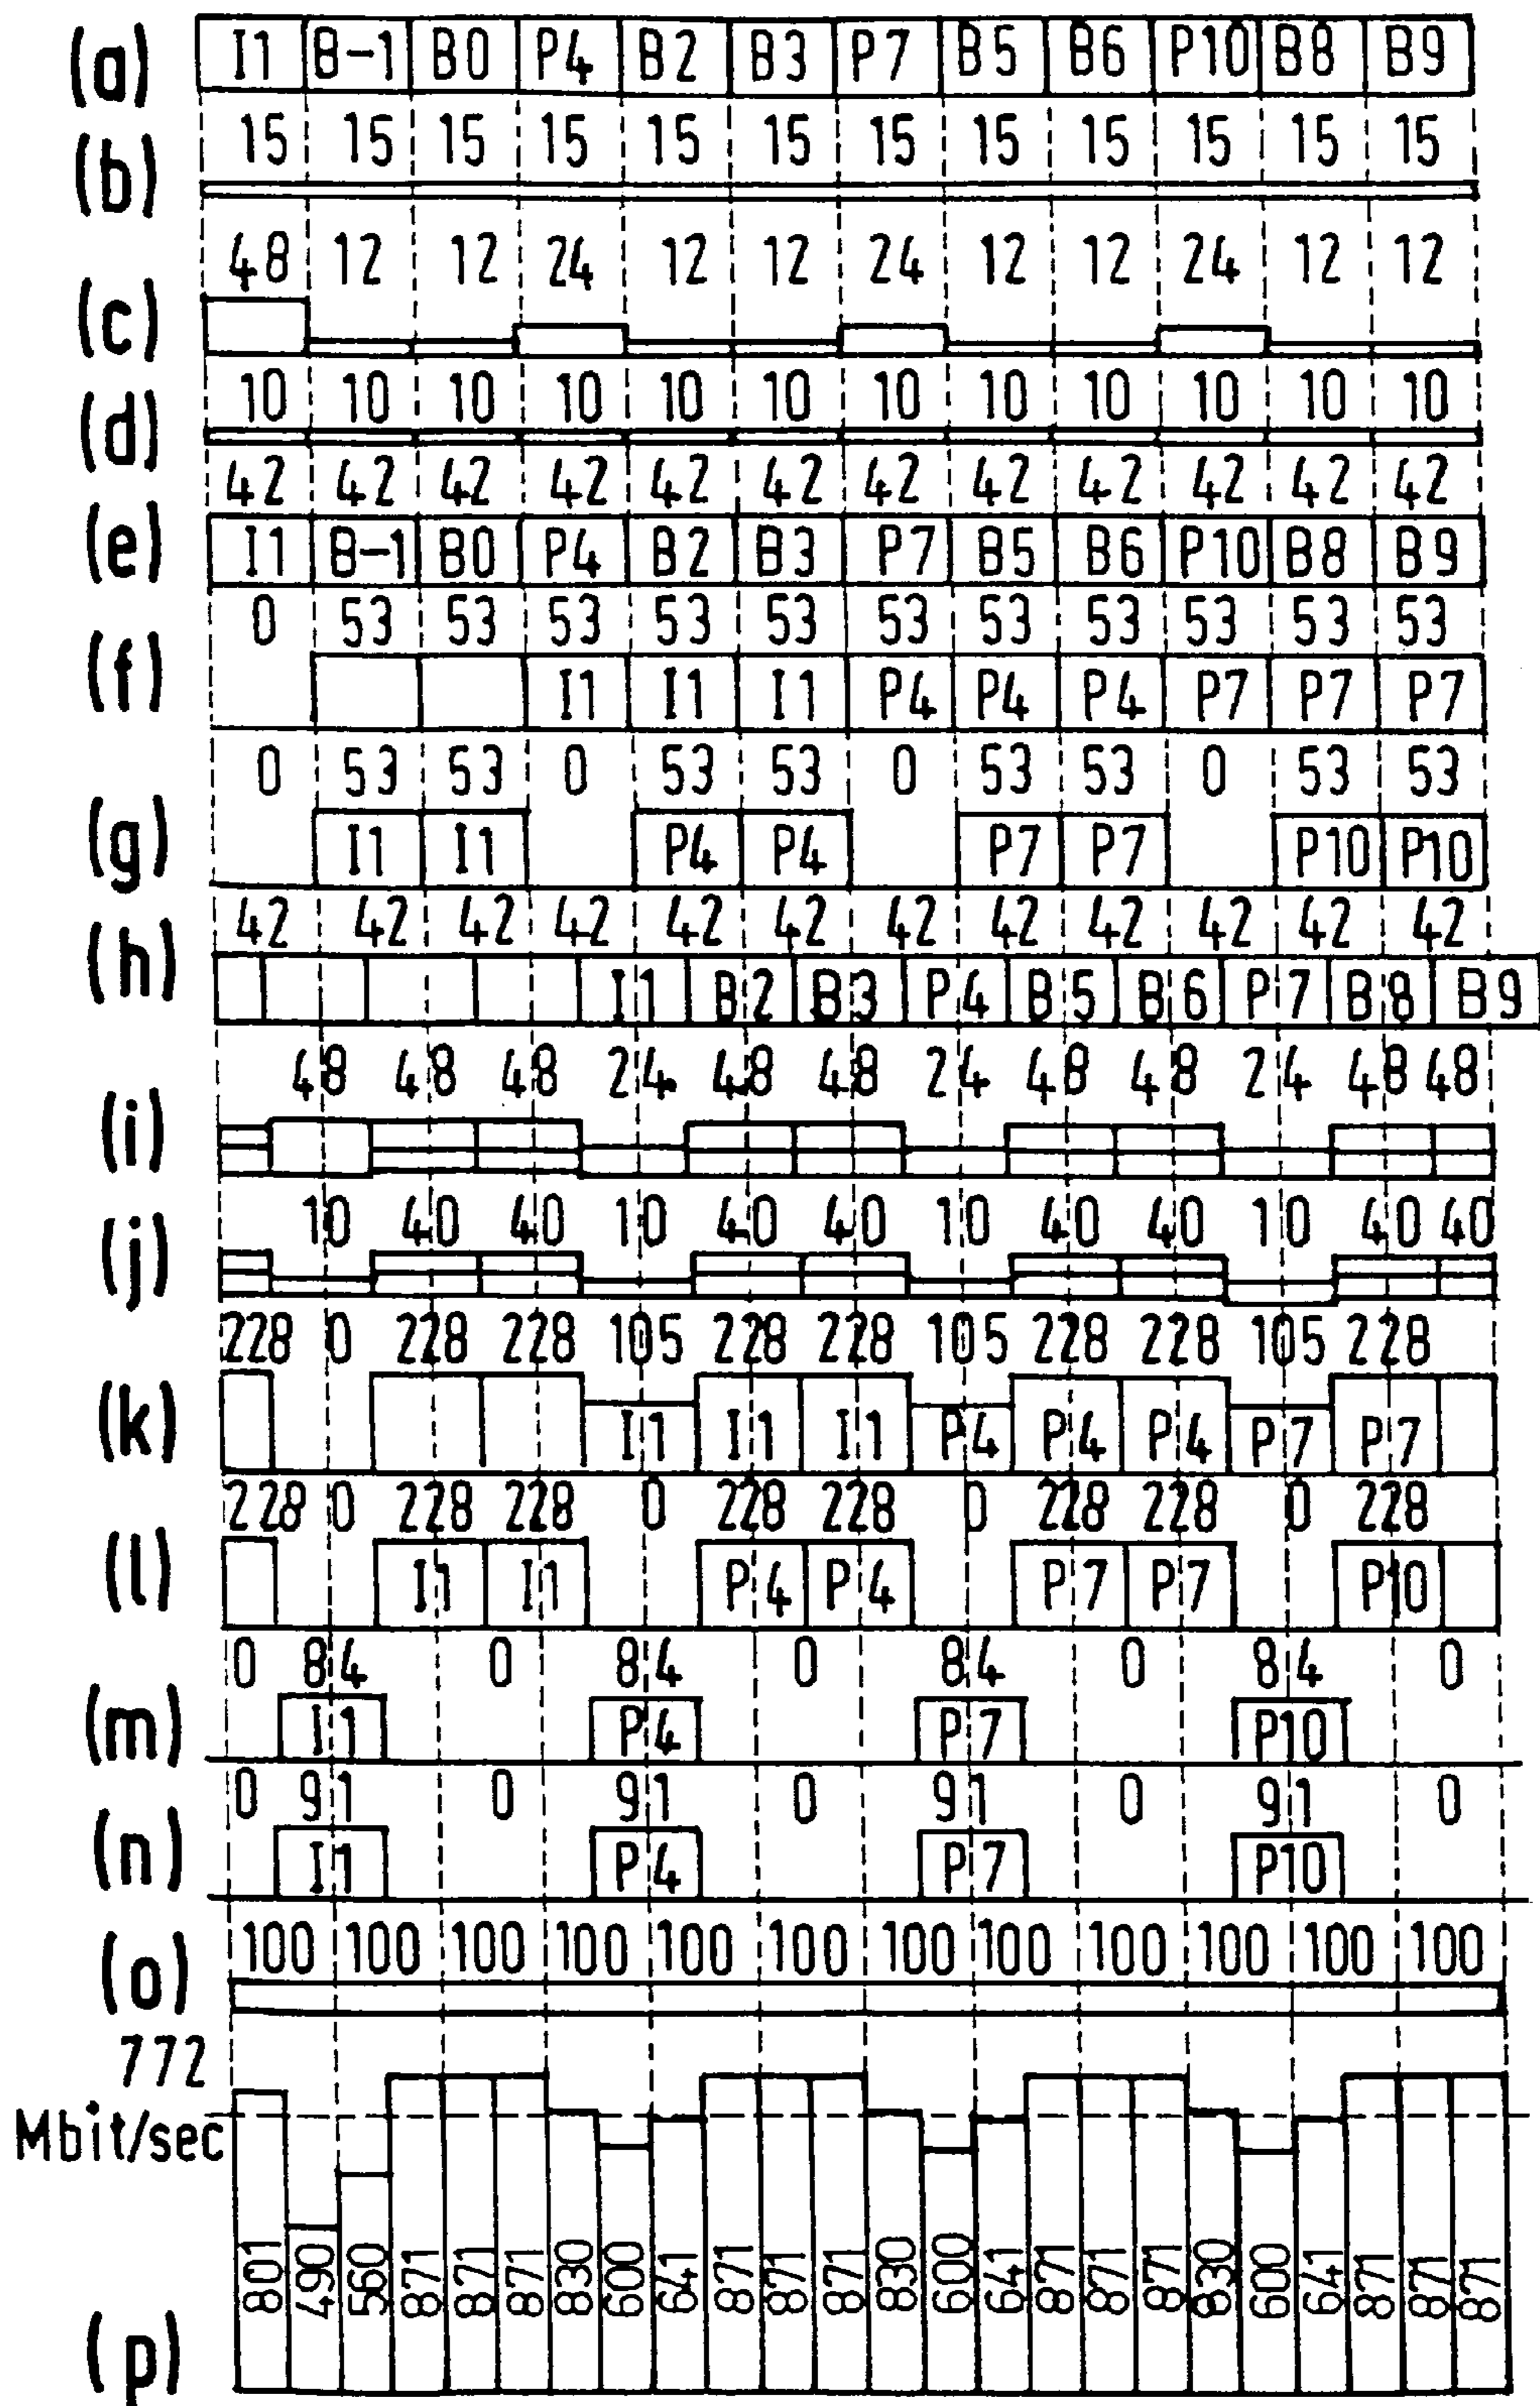 (a) I1 B-1 B0 P4 B2 B3 P7 B5 B6 P10 B8 B9
15 15 15 15 15 15 15 15 15 15 15 15
(b)
48 12 12 24 12 12 24 12 12 24 12 12
(c)
10 10 10 10 10 10 10 10 10 10 10 10
(d)
42 42 42 42 42 42 42 42 42 42 42 42
(e) I1 B-1 B0 P4 B2 B3 P7 B5 B6 P10 B8 B9
0 53 53 53 53 53 53 53 53 53 53 53
(f) I1 I1 I1 P4 P4 P4 P7 P7 P7
0 53 53 0 53 53 0 53 53 0 53 53
(g) I1 I1 P4 P4 P7 P7 P10 P10
42 42 42 42 42 42 42 42 42 42 42 42
(h) I1 B2 B3 P4 B5 B6 P7 B8 B9
48 48 48 24 48 48 24 48 48 24 48 48
(i)
10 40 40 10 40 40 10 40 40 10 40 40
(j)
228 0 228 228 105 228 228 105 228 228 105 228
(k) I1 I1 I1 P4 P4 P4 P7 P7
228 0 228 228 0 228 228 0 228 228 0 228
(l) I1 I1 P4 P4 P7 P7 P10
0 84 0 84 0 84 0 84 0
(m) I1 P4 P7 P10
0 91 0 91 0 91 0 91 0
(n) I1 P4 P7 P10
100 100 100 100 100 100 100 100 100 100 100 100
(o)
772
Mbit/sec
801 490 560 871 871 871 830 600 641 871 871 871 830 600 641 871 871 871 830 600 641 871 871 871
(p)